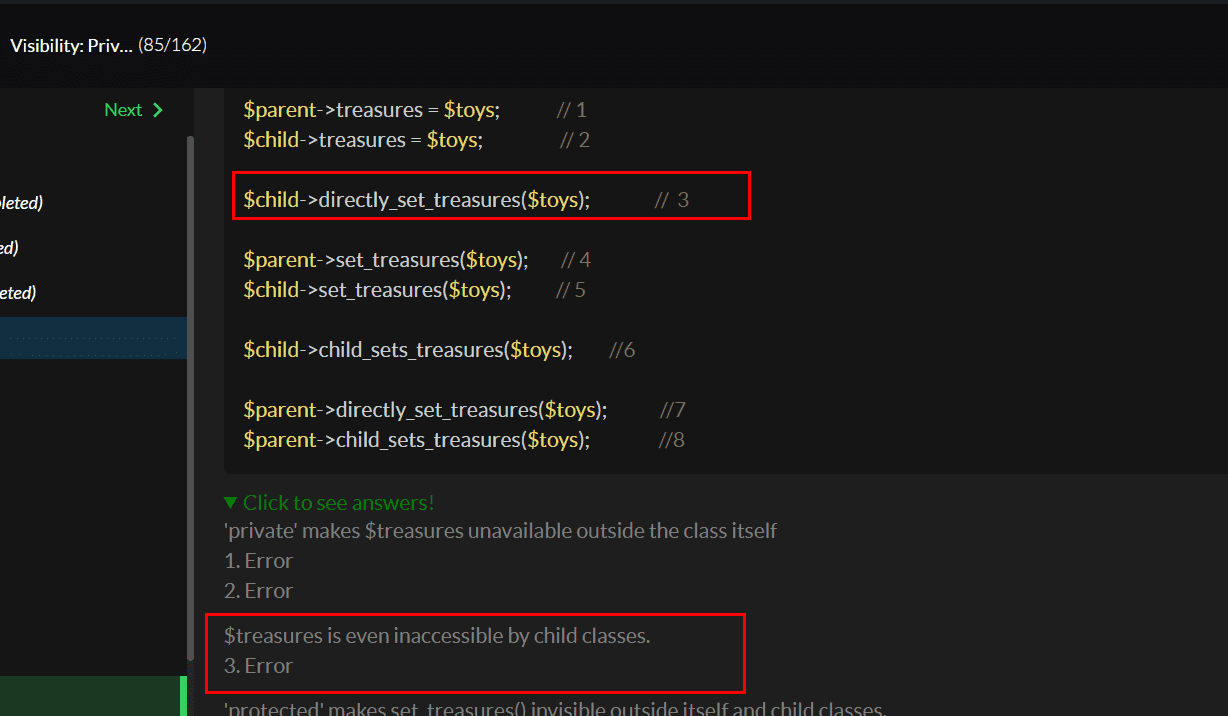 Visibility: Priv... (85/162)
Next
leted)
ed)
eted)
$parent->treasures = $toys; // 1
$child->treasures = $toys; // 2
$child->directly_set_treasures($toys); // 3
$parent->set_treasures($toys); // 4
$child->set_treasures($toys); // 5
$child->child_sets_treasures($toys); //6
$parent->directly_set_treasures($toys); //7
$parent->child_sets_treasures($toys); //8
▼ Click to see answers!
'private' makes $treasures unavailable outside the class itself
1. Error
2. Error
$treasures is even inaccessible by child classes.
3. Error
'protected' makes set_treasures() invisible outside itself and child classes.